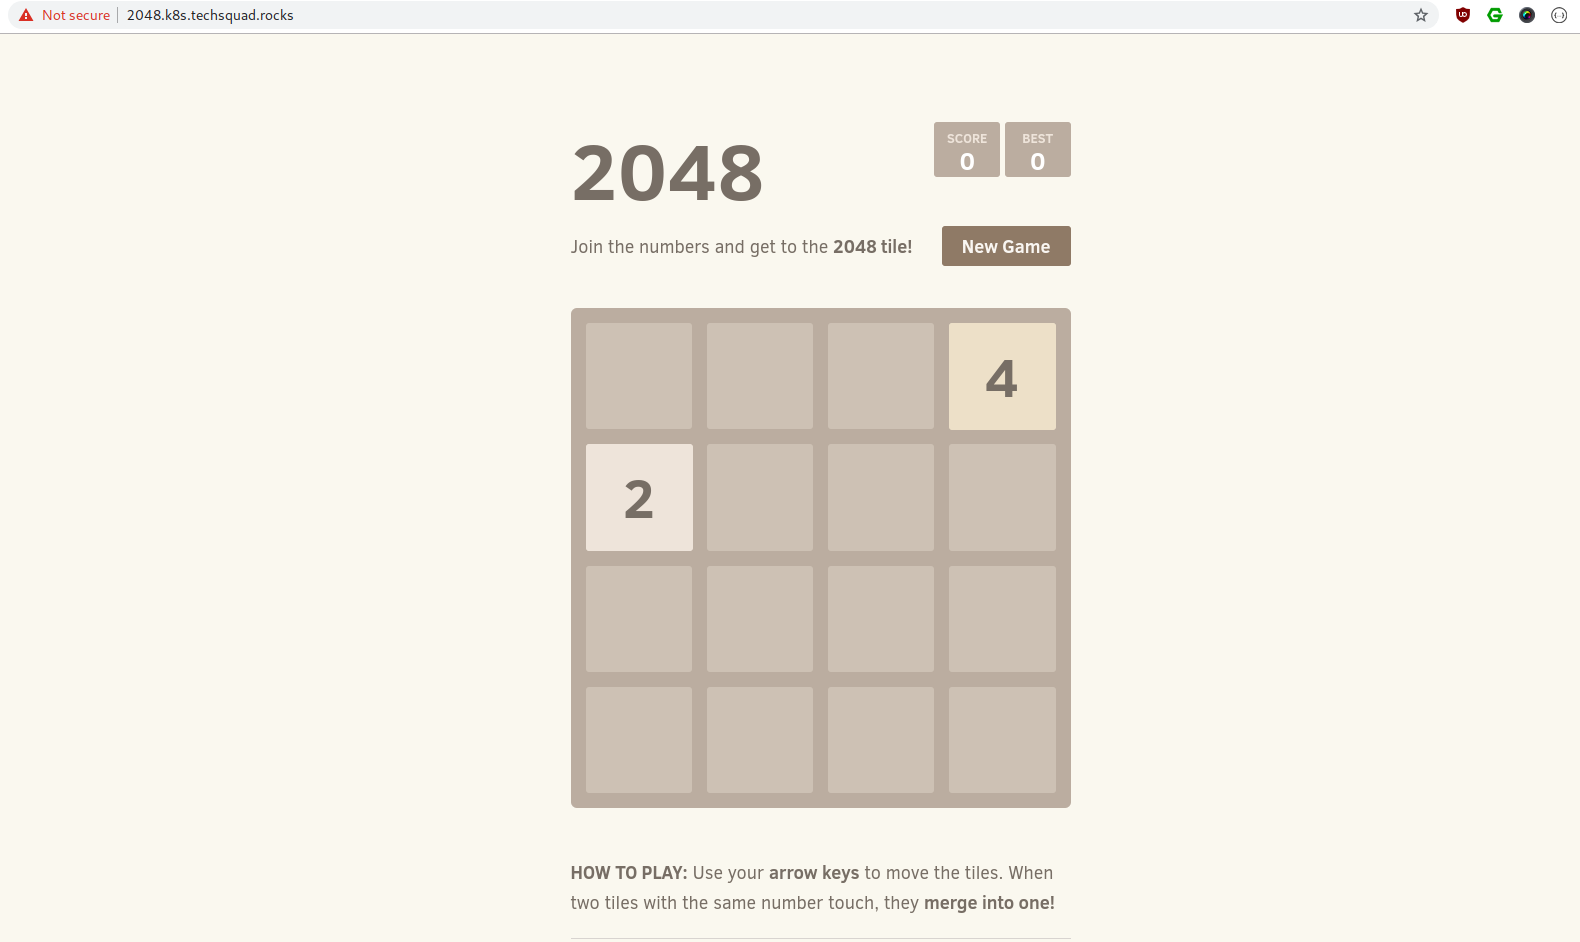 Not secure 2048.k8s.techsquad.rocks
2048
SCORE BEST
0 0
Join the numbers and get to the 2048 tile!
New Game
4
2
HOW TO PLAY: Use your arrow keys to move the tiles. When
two tiles with the same number touch, they merge into one!